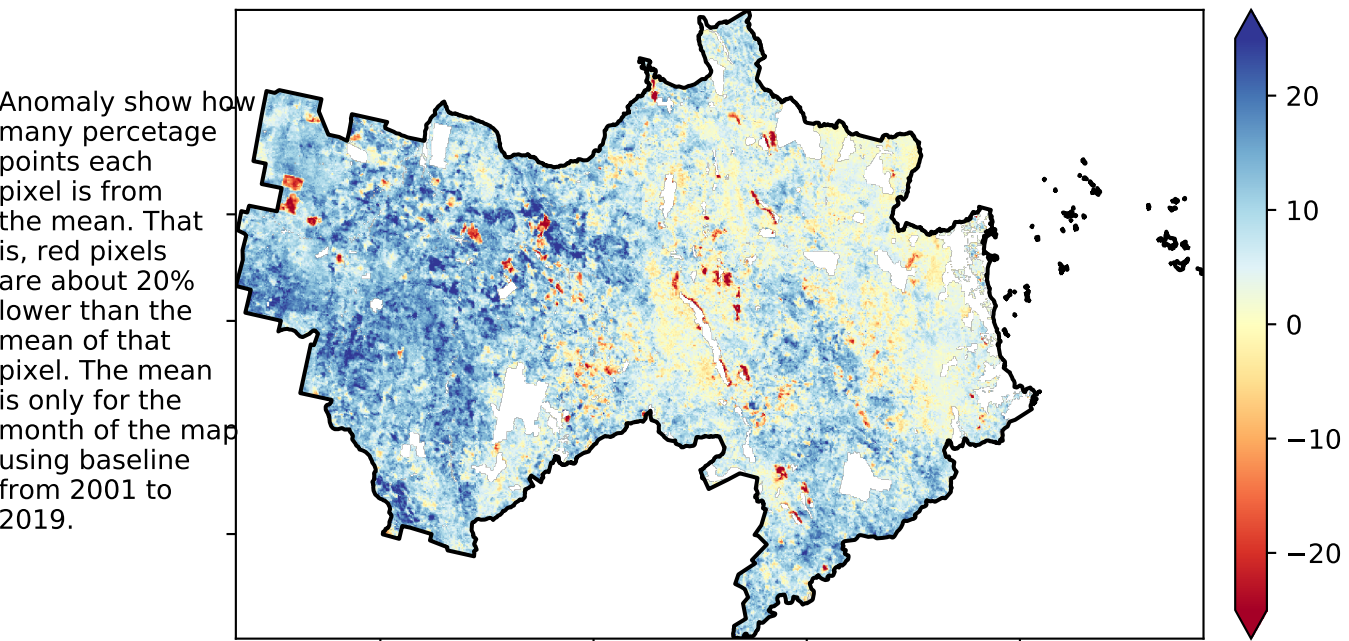 Anomaly show how
many percetage
points each
pixel is from
the mean. That
is, red pixels
are about 20%
lower than the
mean of that
pixel. The mean
is only for the
month of the map
using baseline
from 2001 to
2019.
20
10
0
−10
−20